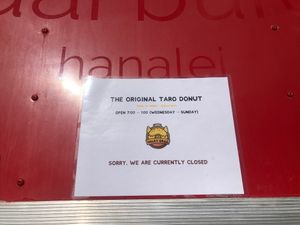 hanalei
THE ORIGINAL TARO DONUT
OPEN 7:00 - 1:00 (WEDNESDAY - SUNDAY)
SORRY, WE ARE CURRENTLY CLOSED